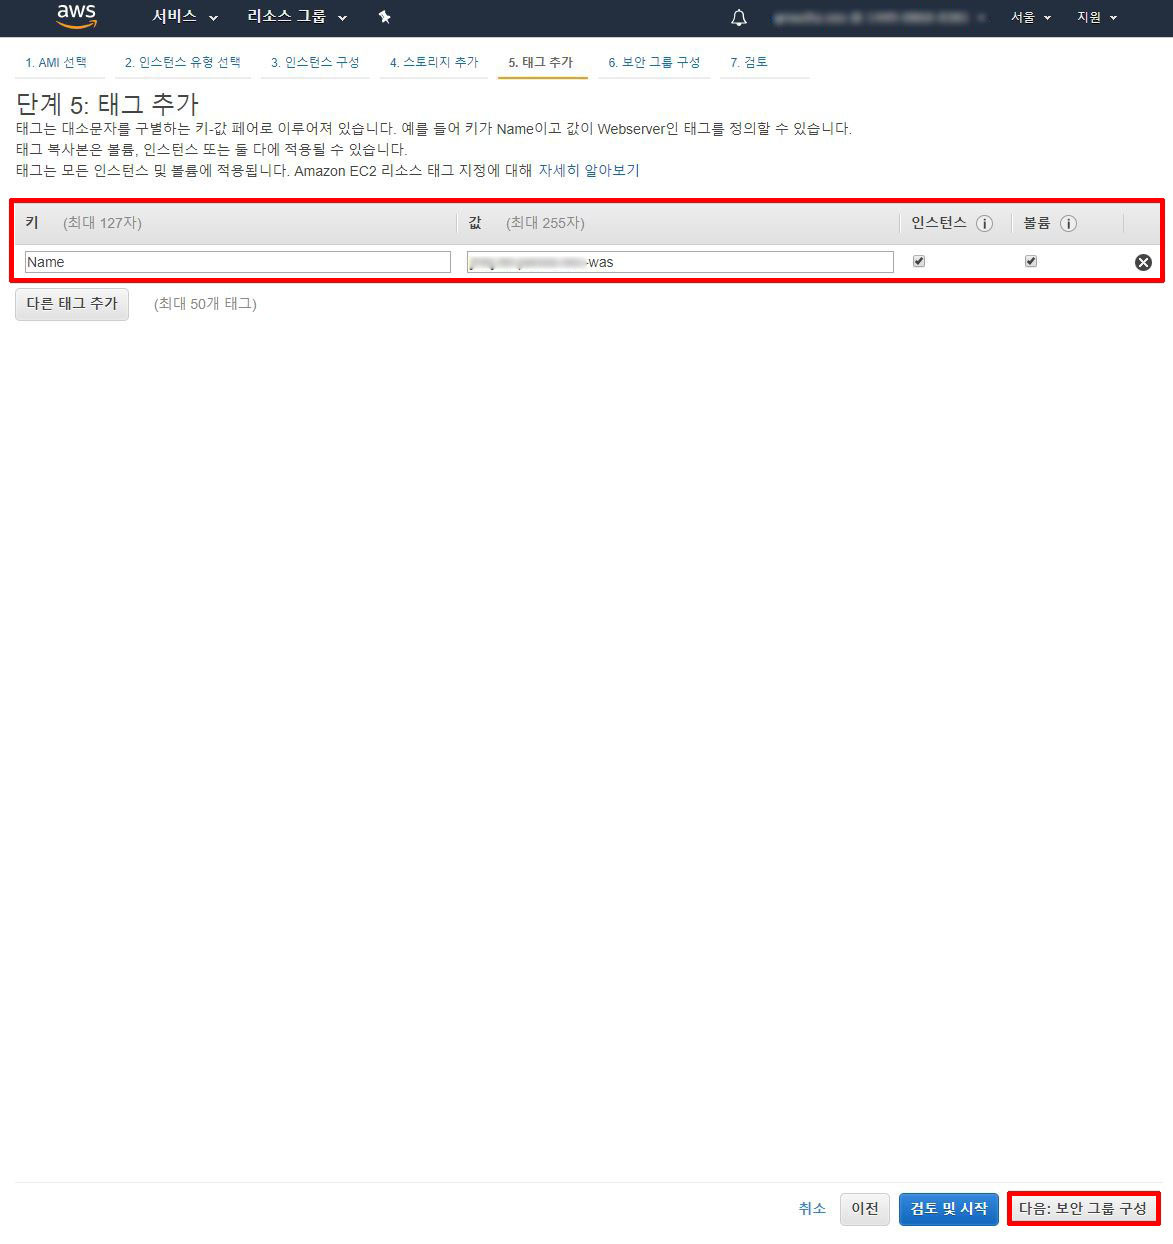 aws 서비스 리소스 그룹 서울 지원
1. AMI 선택 2. 인스턴스 유형 선택 3. 인스턴스 구성 4. 스토리지 추가 5. 태그 추가 6. 보안 그룹 구성 7. 검토
단계 5: 태그 추가
태그는 대소문자를 구별하는 키-값 페어로 이루어져 있습니다. 예를 들어 키가 Name이고 값이 Webserver인 태그를 정의할 수 있습니다.
태그 복사본은 볼륨, 인스턴스 또는 둘 다에 적용될 수 있습니다.
태그는 모든 인스턴스 및 볼륨에 적용됩니다. Amazon EC2 리소스 태그 지정에 대해 자세히 알아보기
키 (최대 127자) 값 (최대 255자) 인스턴스 볼륨
Name -was
다른 태그 추가 (최대 50개 태그)
취소 이전 검토 및 시작 다음: 보안 그룹 구성